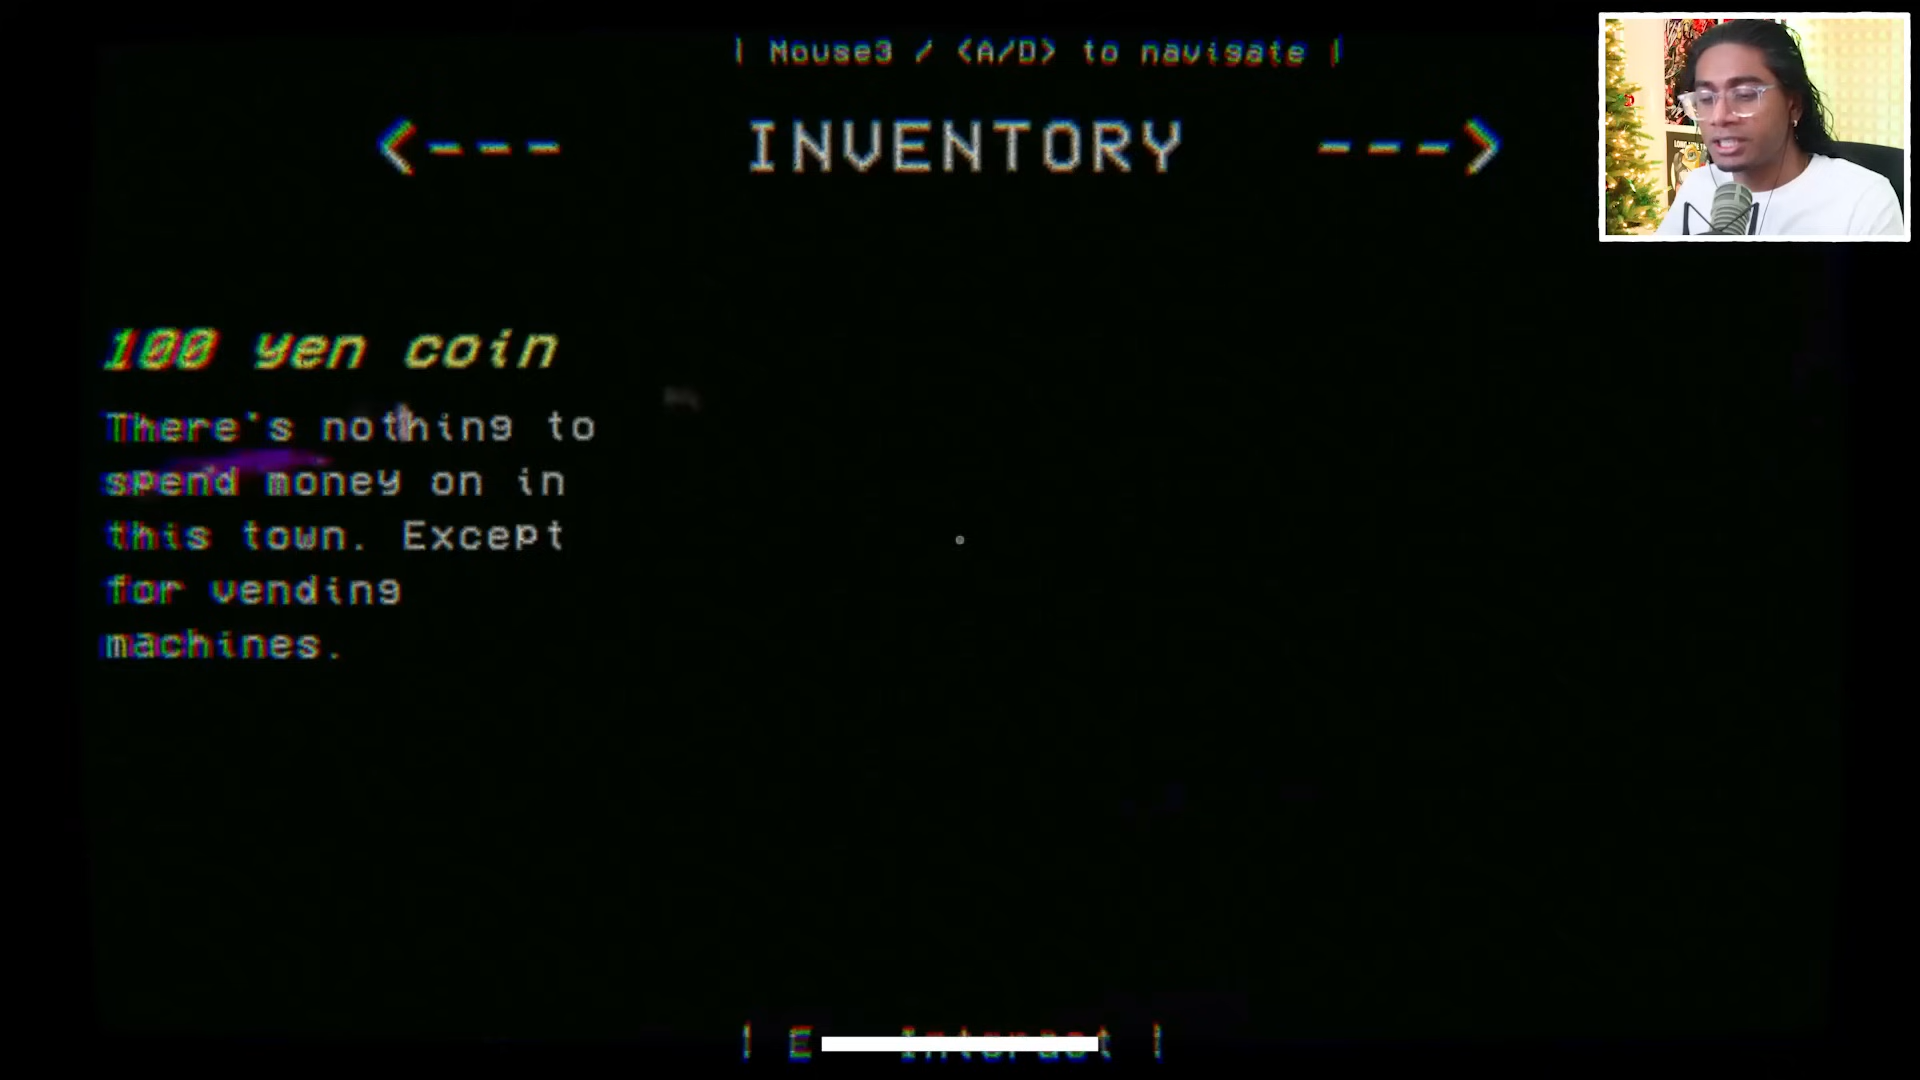 | Mouse3 / <A/D> to navigate |
<--- INVENTORY --->
100 yen coin
There's nothing to
spend money on in
this town. Except
for vending
machines.
| E Interact |